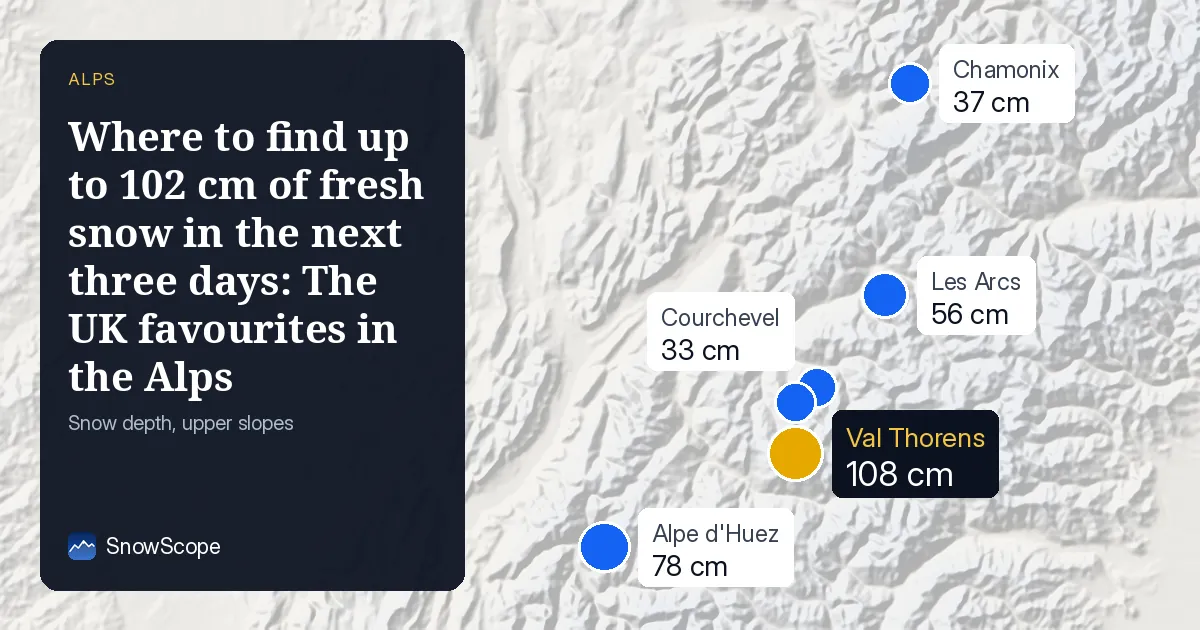 ALPS
Where to find up
to 102 cm of fresh
snow in the next
three days: The
UK favourites in
the Alps
Snow depth, upper slopes
SnowScope
Chamonix
37 cm
Les Arcs
56 cm
Courchevel
33 cm
Val Thorens
108 cm
Alpe d'Huez
78 cm